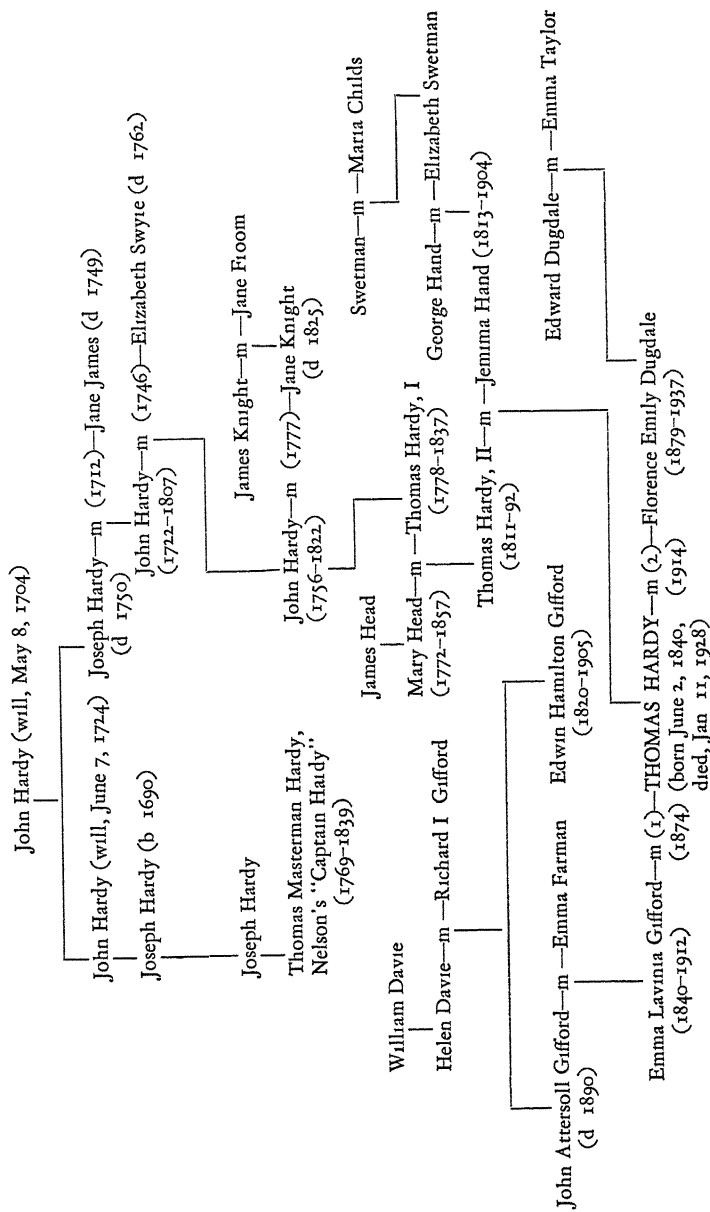 John Hardy (will, May 8, 1704)
John Hardy (will, June 7, 1724) Joseph Hardy—m (1712)—Jane James (d 1749)
(d 1750)
Joseph Hardy (b 1690) John Hardy—m (1746)—Elizabeth Swyre (d 1762)
(1722–1807)
Joseph Hardy James Knight—m—Jane Froom
Thomas Masterman Hardy, John Hardy—m (1777)—Jane Knight
Nelson's "Captain Hardy" (1756–1822) (d 1825)
(1769–1839)
James Head Swetman—m—Maria Childs
William Davie Mary Head—m—Thomas Hardy, I
(1772–1857) (1778–1837)
Helen Davie—m—Richard I Gifford George Hand—m—Elizabeth Swetman
Thomas Hardy, II—m—Jemima Hand (1813–1904)
(1811–92)
John Attersoll Gifford—m—Emma Farman Edwin Hamilton Gifford Edward Dugdale—m—Emma Taylor
(d 1890) (1820–1905)
Emma Lavinia Gifford—m (1)—THOMAS HARDY—m (2)—Florence Emily Dugdale
(1840–1912) (1874) (born June 2, 1840, (1914) (1879–1937)
died, Jan 11, 1928)